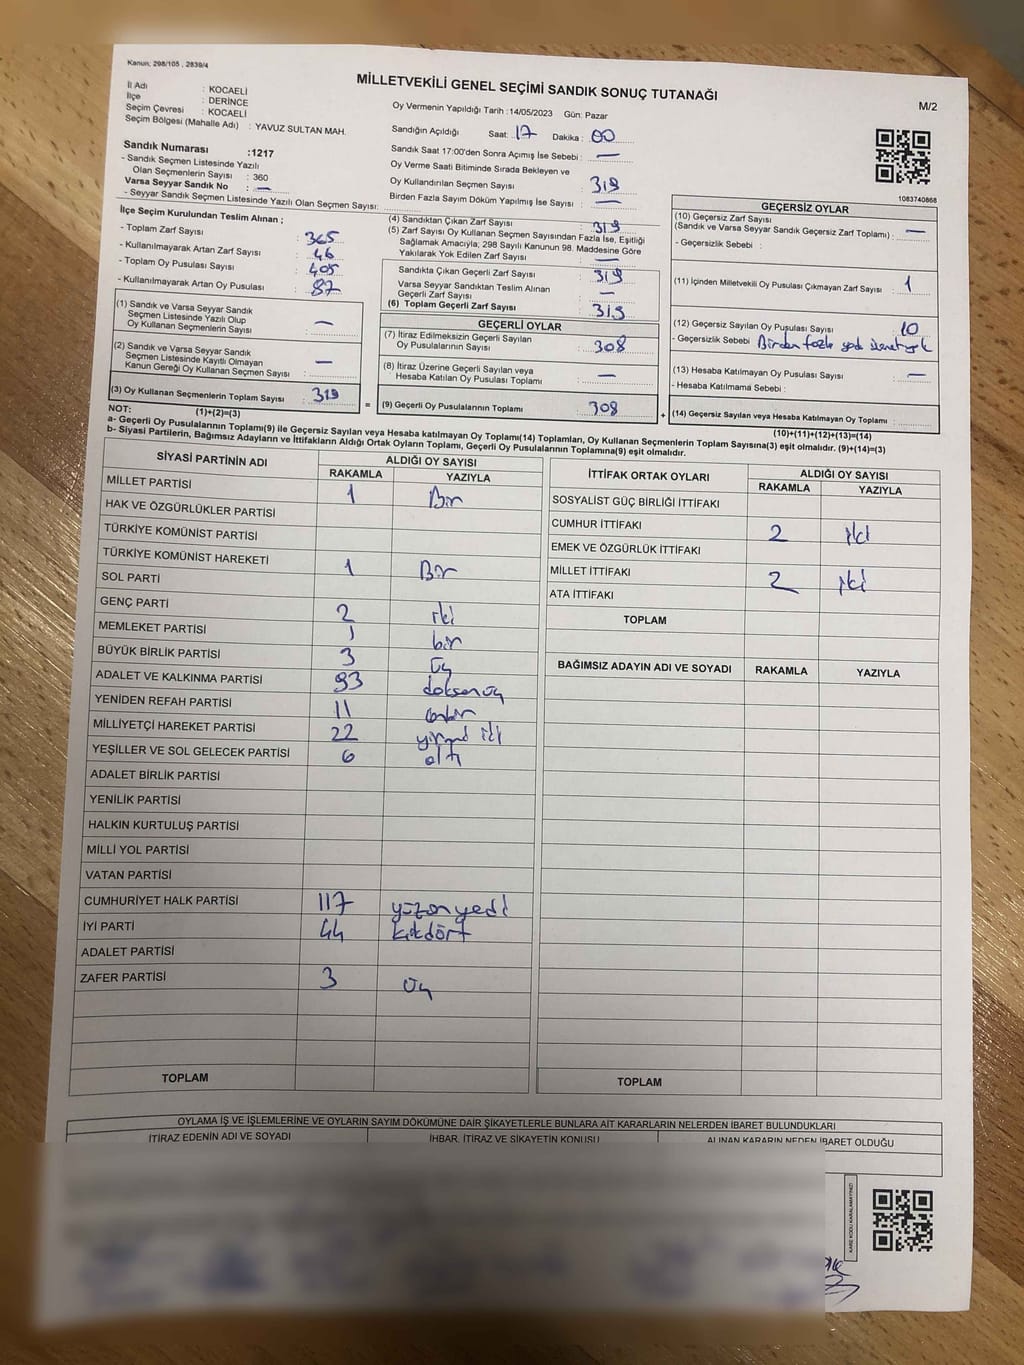 Kanun; 298/105 , 2839/4
MİLLETVEKİLİ GENEL SEÇİMİ SANDIK SONUÇ TUTANAĞI
M/2
İl Adı : KOCAELİ
İlçe : DERİNCE
Seçim Çevresi : KOCAELİ
Seçim Bölgesi (Mahalle Adı) : YAVUZ SULTAN MAH.
Oy Vermenin Yapıldığı Tarih : 14/05/2023 Gün: Pazar
Sandığın Açıldığı Saat: 17 Dakika : 00
Sandık Saat 17:00'den Sonra Açımış İse Sebebi : —
Oy Verme Saati Bitiminde Sırada Bekleyen ve
Oy Kullandırılan Seçmen Sayısı 319
Birden Fazla Sayım Döküm Yapılmış İse Sayısı : —
Sandık Numarası :1217
- Sandık Seçmen Listesinde Yazılı
Olan Seçmenlerin Sayısı : 360
Varsa Seyyar Sandık No : —
- Seyyar Sandık Seçmen Listesinde Yazılı Olan Seçmen Sayısı:
1083740868
İlçe Seçim Kurulundan Teslim Alınan ;
- Toplam Zarf Sayısı : 365
- Kullanılmayarak Artan Zarf Sayısı : 46
- Toplam Oy Pusulası Sayısı : 405
- Kullanılmayarak Artan Oy Pusulası : 87
(1) Sandık ve Varsa Seyyar Sandık
Seçmen Listesinde Yazılı Olup
Oy Kullanan Seçmenlerin Sayısı : —
(2) Sandık ve Varsa Seyyar Sandık
Seçmen Listesinde Kayıtlı Olmayan
Kanun Gereği Oy Kullanan Seçmen Sayısı : —
(3) Oy Kullanan Seçmenlerin Toplam Sayısı : 319
(1)+(2)=(3)
(4) Sandıktan Çıkan Zarf Sayısı : 319
(5) Zarf Sayısı Oy Kullanan Seçmen Sayısından Fazla İse, Eşitliği
Sağlamak Amacıyla; 298 Sayılı Kanunun 98. Maddesine Göre
Yakılarak Yok Edilen Zarf Sayısı : —
Sandıkta Çıkan Geçerli Zarf Sayısı : 319
Varsa Seyyar Sandıktan Teslim Alınan
Geçerli Zarf Sayısı : —
(6) Toplam Geçerli Zarf Sayısı : 319
GEÇERLİ OYLAR
(7) İtiraz Edilmeksizin Geçerli Sayılan
Oy Pusulalarının Sayısı : 308
(8) İtiraz Üzerine Geçerli Sayılan veya
Hesaba Katılan Oy Pusulası Toplamı : —
= (9) Geçerli Oy Pusulalarının Toplamı 308
GEÇERSİZ OYLAR
(10) Geçersiz Zarf Sayısı
(Sandık ve Varsa Seyyar Sandık Geçersiz Zarf Toplamı) : —
- Geçersizlik Sebebi :
(11) İçinden Milletvekili Oy Pusulası Çıkmayan Zarf Sayısı : 1
(12) Geçersiz Sayılan Oy Pusulası Sayısı : 10
- Geçersizlik Sebebi : Birden fazla
(13) Hesaba Katılmayan Oy Pusulası Sayısı : —
- Hesaba Katılmama Sebebi :
+ (14) Geçersiz Sayılan veya Hesaba Katılmayan Oy Toplamı :
(10)+(11)+(12)+(13)=(14)
NOT:
a- Geçerli Oy Pusulalarının Toplamı(9) ile Geçersiz Sayılan veya Hesaba katılmayan Oy Toplamı(14) Toplamları, Oy Kullanan Seçmenlerin Toplam Sayısına(3) eşit olmalıdır. (9)+(14)=(3)
b- Siyasi Partilerin, Bağımsız Adayların ve İttifakların Aldığı Ortak Oyların Toplamı, Geçerli Oy Pusulalarının Toplamına(9) eşit olmalıdır.
SİYASİ PARTİNİN ADI ALDIĞI OY SAYISI
RAKAMLA YAZIYLA
MİLLET PARTİSİ 1 Bir
HAK VE ÖZGÜRLÜKLER PARTİSİ
TÜRKİYE KOMÜNİST PARTİSİ
TÜRKİYE KOMÜNİST HAREKETİ 1 Bir
SOL PARTİ
GENÇ PARTİ 2 iki
MEMLEKET PARTİSİ 1 bir
BÜYÜK BİRLİK PARTİSİ 3 üç
ADALET VE KALKINMA PARTİSİ 93 doksanüç
YENİDEN REFAH PARTİSİ 11 onbir
MİLLİYETÇİ HAREKET PARTİSİ 22 yirmi iki
YEŞİLLER VE SOL GELECEK PARTİSİ 6 altı
ADALET BİRLİK PARTİSİ
YENİLİK PARTİSİ
HALKIN KURTULUŞ PARTİSİ
MİLLİ YOL PARTİSİ
VATAN PARTİSİ
CUMHURİYET HALK PARTİSİ 117 yüzonyedi
İYİ PARTİ 44 kırkdört
ADALET PARTİSİ
ZAFER PARTİSİ 3 üç
TOPLAM
İTTİFAK ORTAK OYLARI ALDIĞI OY SAYISI
RAKAMLA YAZIYLA
SOSYALİST GÜÇ BİRLİĞİ İTTİFAKI
CUMHUR İTTİFAKI 2 iki
EMEK VE ÖZGÜRLÜK İTTİFAKI
MİLLET İTTİFAKI 2 iki
ATA İTTİFAKI
TOPLAM
BAĞIMSIZ ADAYIN ADI VE SOYADI RAKAMLA YAZIYLA
TOPLAM
OYLAMA İŞ VE İŞLEMLERİNE VE OYLARIN SAYIM DÖKÜMÜNE DAİR ŞİKAYETLERLE BUNLARA AİT KARARLARIN NELERDEN İBARET BULUNDUKLARI
İTİRAZ EDENİN ADI VE SOYADI İHBAR, İTİRAZ VE ŞİKAYETİN KONUSU ALINAN KARARIN NEDEN İBARET OLDUĞU
KARE KODU KARALAMAYINIZ!